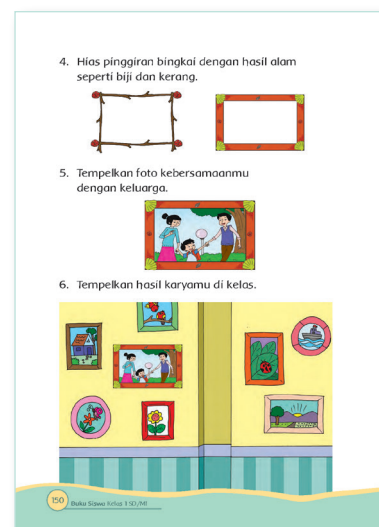 4. Hias pinggiran bingkai dengan hasil alam
seperti biji dan kerang.
5. Tempelkan foto kebersamaanmu
dengan keluarga.
6. Tempelkan hasil karyamu di kelas.
150
Buku Siswa Kelas II SD/MI